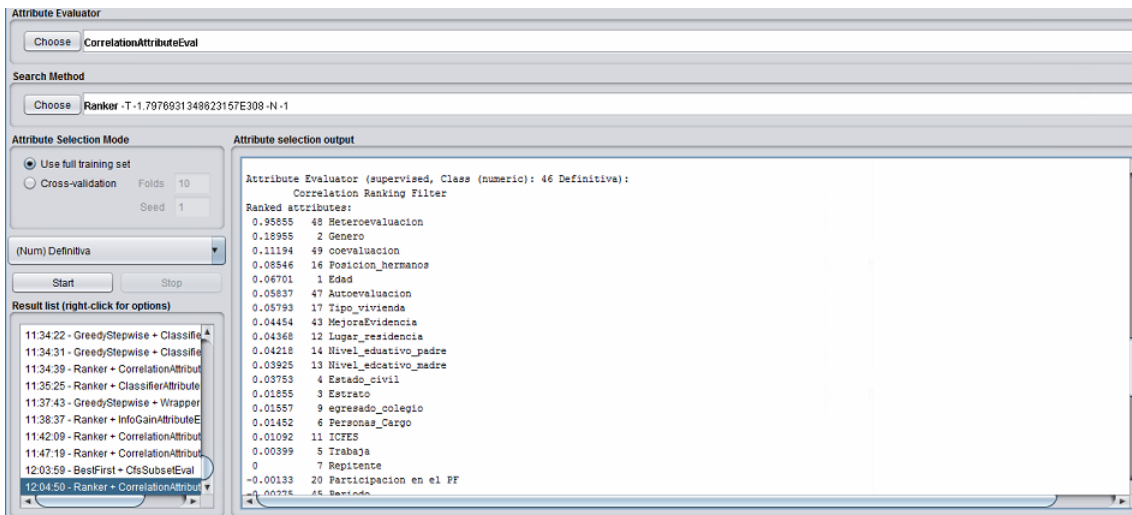 Attribute Evaluator
Choose CorrelationAttributeEval
Search Method
Choose Ranker -T -1.7976931348623157E308 -N -1
Attribute Selection Mode
Use full training set
Cross-validation Folds 10
Seed 1
(Num) Definitiva
Start Stop
Result list (right-click for options)
11:34:22 - GreedyStepwise + Classifie
11:34:31 - GreedyStepwise + Classifie
11:34:39 - Ranker + CorrelationAttribut
11:35:25 - Ranker + ClassifierAttribute
11:37:43 - GreedyStepwise + Wrapper
11:38:37 - Ranker + InfoGainAttributeE
11:42:09 - Ranker + CorrelationAttribut
11:47:19 - Ranker + CorrelationAttribut
12:03:59 - BestFirst + CfsSubsetEval
12:04:50 - Ranker + CorrelationAttribut
Attribute selection output
Attribute Evaluator (supervised, Class (numeric): 46 Definitiva):
Correlation Ranking Filter
Ranked attributes:
0.95855 48 Heteroevaluacion
0.18955 2 Genero
0.11194 49 coevaluacion
0.08546 16 Posicion_hermanos
0.06701 1 Edad
0.05837 47 Autoevaluacion
0.05793 17 Tipo_vivienda
0.04454 43 MejoraEvidencia
0.04368 12 Lugar_residencia
0.04218 14 Nivel_eduativo_padre
0.03925 13 Nivel_edcativo_madre
0.03753 4 Estado_civil
0.01855 3 Estrato
0.01557 9 egresado_colegio
0.01452 6 Personas_Cargo
0.01092 11 ICFES
0.00399 5 Trabaja
0 7 Repitente
-0.00133 20 Participacion en el PF
-0.00275 45 Periodo